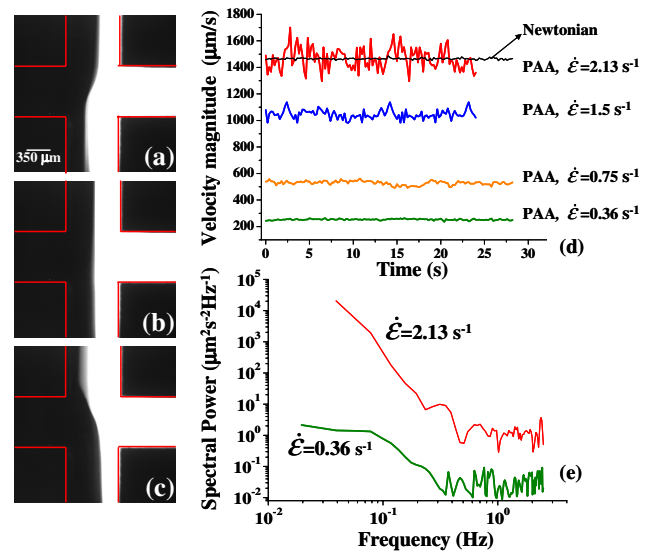 350 μm
(a)
(b)
(c)
Velocity magnitude (μm/s)
1800
1600
1400
1200
1000
800
600
400
200
0 5 10 15 20 25 30
Time (s)
(d)
Newtonian
PAA, ε̇=2.13 s⁻¹
PAA, ε̇=1.5 s⁻¹
PAA, ε̇=0.75 s⁻¹
PAA, ε̇=0.36 s⁻¹
Spectral Power (μm²s⁻²Hz⁻¹)
10⁵
10⁴
10³
10²
10¹
10⁰
10⁻¹
10⁻²
ε̇=2.13 s⁻¹
ε̇=0.36 s⁻¹
(e)
10⁻² 10⁻¹ 10⁰
Frequency (Hz)